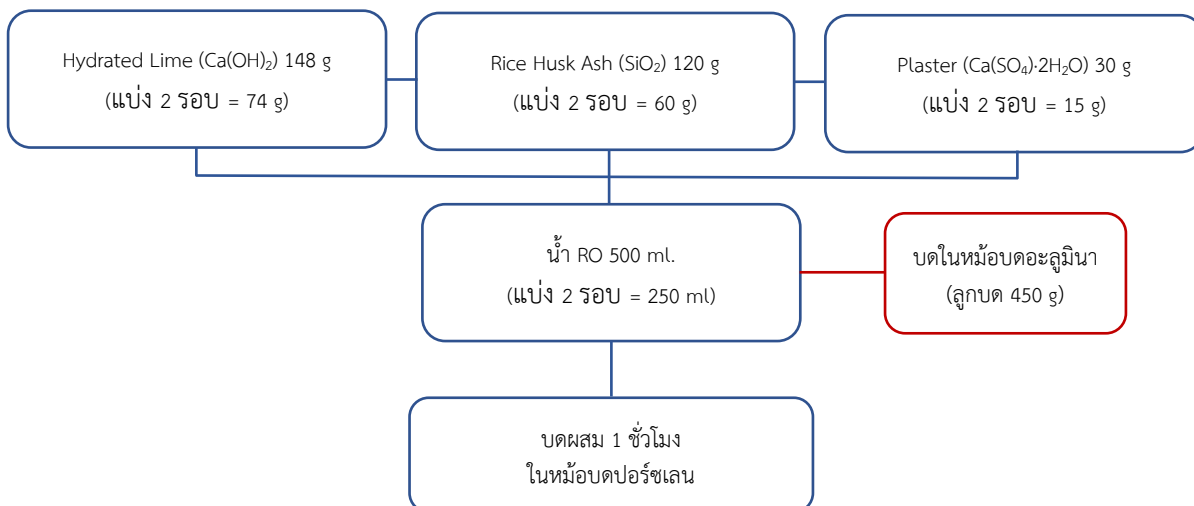 Hydrated Lime (Ca(OH)₂) 148 g
(แบ่ง 2 รอบ = 74 g)
Rice Husk Ash (SiO₂) 120 g
(แบ่ง 2 รอบ = 60 g)
Plaster (Ca(SO₄)·2H₂O) 30 g
(แบ่ง 2 รอบ = 15 g)
น้ำ RO 500 ml.
(แบ่ง 2 รอบ = 250 ml)
บดในหม้อบดอะลูมินา
(ลูกบด 450 g)
บดผสม 1 ชั่วโมง
ในหม้อบดปอร์ซเลน